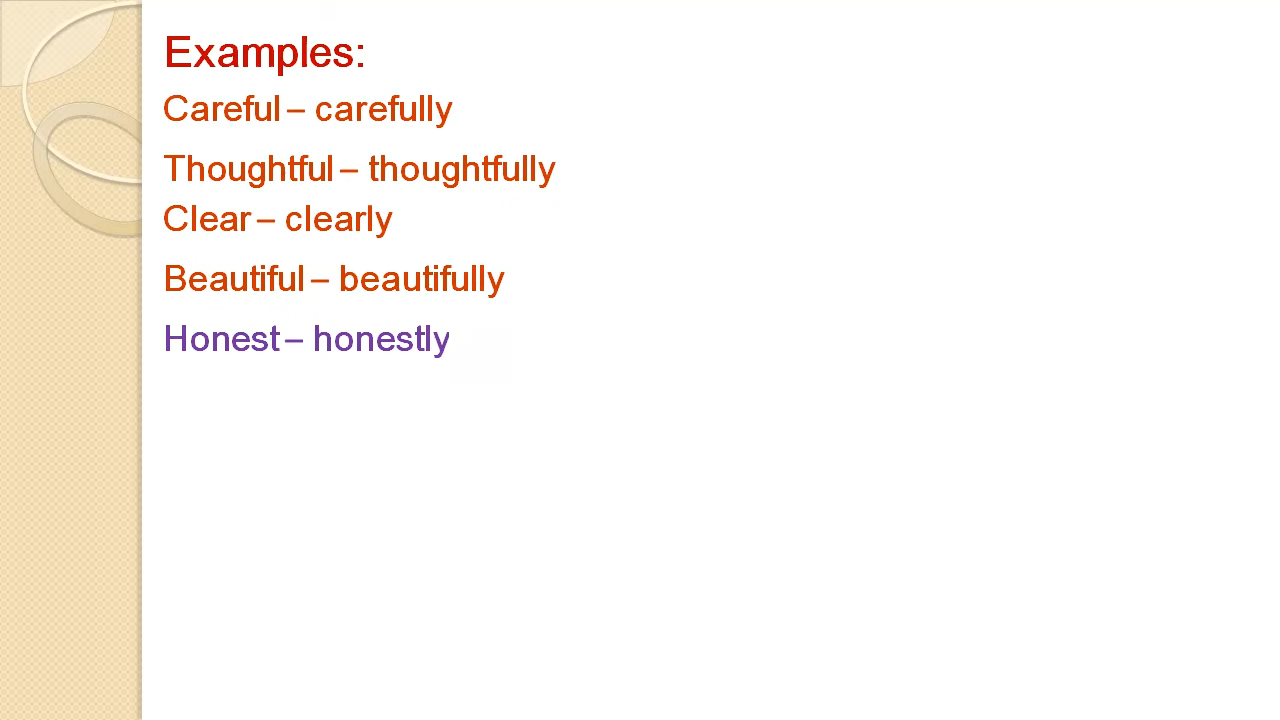 Examples:
Careful – carefully
Thoughtful – thoughtfully
Clear – clearly
Beautiful – beautifully
Honest – honestly